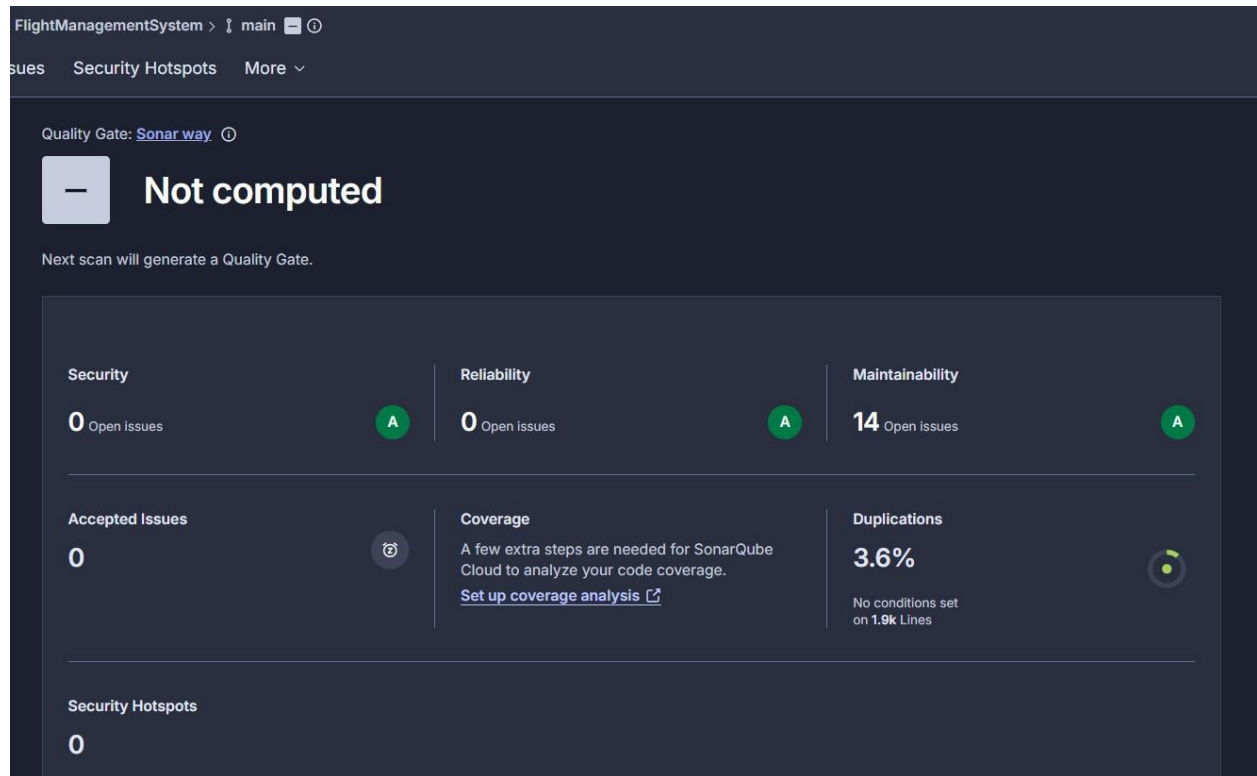 FlightManagementSystem > main
Security Hotspots More
Quality Gate: Sonar way
Not computed
Next scan will generate a Quality Gate.
Security
0 Open issues A
Reliability
0 Open issues A
Maintainability
14 Open issues A
Accepted Issues
0
Coverage
A few extra steps are needed for SonarQube
Cloud to analyze your code coverage.
Set up coverage analysis
Duplications
3.6%
No conditions set
on 1.9k Lines
Security Hotspots
0